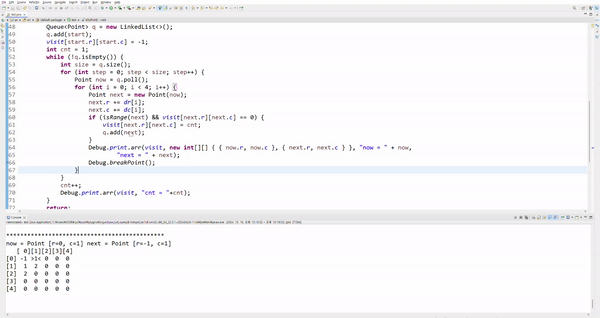 48 Queue<Point> q = new LinkedList<>();
49 q.add(start);
50 visit[start.r][start.c] = -1;
51 int cnt = 1;
52 while (!q.isEmpty()) {
53 int size = q.size();
54 for (int step = 0; step < size; step++) {
55 Point now = q.poll();
56 for (int i = 0; i < 4; i++) {
57 Point next = new Point(now);
58 next.r += dr[i];
59 next.c += dc[i];
60 if (isRange(next) && visit[next.r][next.c] == 0) {
61 visit[next.r][next.c] = cnt;
62 q.add(next);
63 }
64 Debug.print.arr(visit, new int[][] { { now.r, now.c }, { next.r, next.c } }, "now = " + now,
65 "next = " + next);
66 Debug.breakPoint();
67 }
68 }
69 cnt++;
70 Debug.print.arr(visit, "cnt = "+cnt);
71 }
72 return;
Console
now = Point [r=0, c=1] next = Point [r=-1, c=1]
[ 0][1][2][3][4]
[0] -1 >1< 0 0 0
[1] 1 2 0 0 0
[2] 2 0 0 0 0
[3] 0 0 0 0 0
[4] 0 0 0 0 0